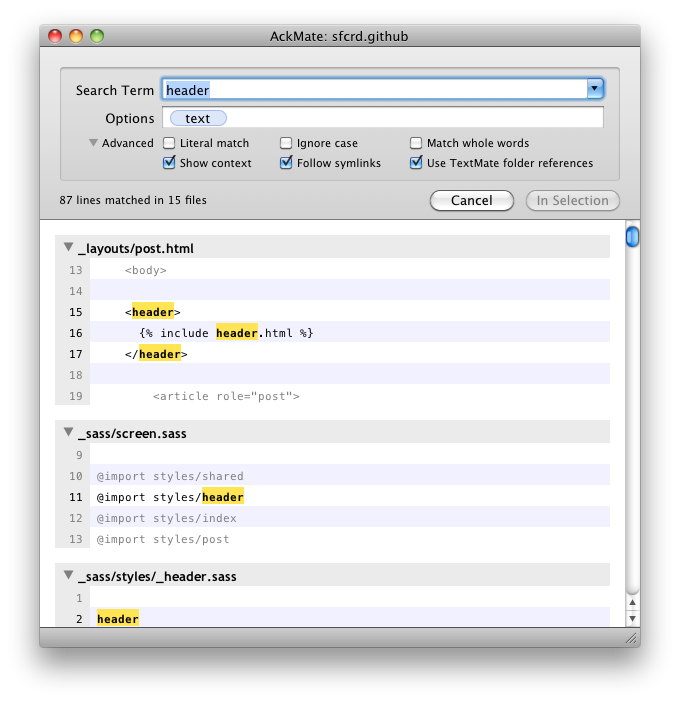 AckMate: sfcrd.github
Search Term header
Options text
Advanced Literal match Ignore case Match whole words
Show context Follow symlinks Use TextMate folder references
87 lines matched in 15 files Cancel In Selection
_layouts/post.html
13 <body>
14
15 <header>
16 {% include header.html %}
17 </header>
18
19 <article role="post">
_sass/screen.sass
9
10 @import styles/shared
11 @import styles/header
12 @import styles/index
13 @import styles/post
_sass/styles/_header.sass
1
2 header